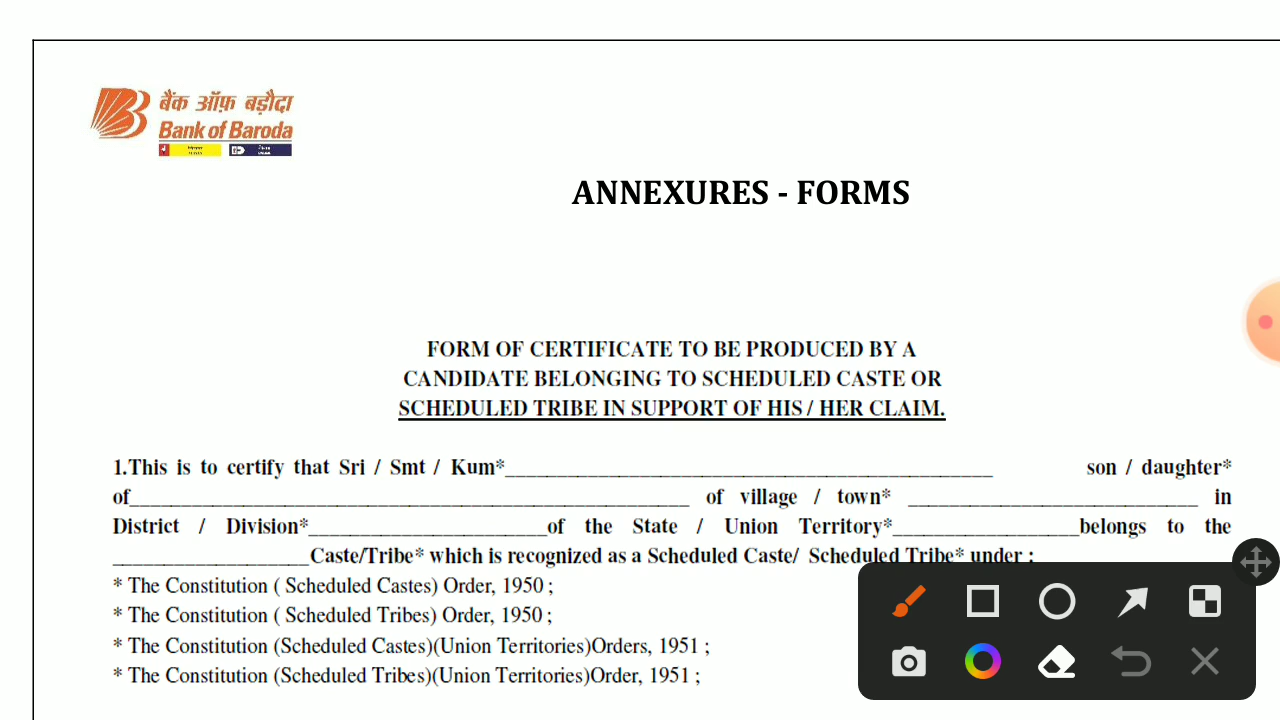 बैंक ऑफ़ बड़ौदा
Bank of Baroda
ANNEXURES - FORMS
FORM OF CERTIFICATE TO BE PRODUCED BY A
CANDIDATE BELONGING TO SCHEDULED CASTE OR
SCHEDULED TRIBE IN SUPPORT OF HIS / HER CLAIM.
1.This is to certify that Sri / Smt / Kum*____________________________________________ son / daughter*
of___________________________________________________ of village / town* __________________________ in
District / Division*_____________________of the State / Union Territory*_________________belongs to the
__________________Caste/Tribe* which is recognized as a Scheduled Caste/ Scheduled Tribe* under :
* The Constitution ( Scheduled Castes) Order, 1950 ;
* The Constitution ( Scheduled Tribes) Order, 1950 ;
* The Constitution (Scheduled Castes)(Union Territories)Orders, 1951 ;
* The Constitution (Scheduled Tribes)(Union Territories)Order, 1951 ;